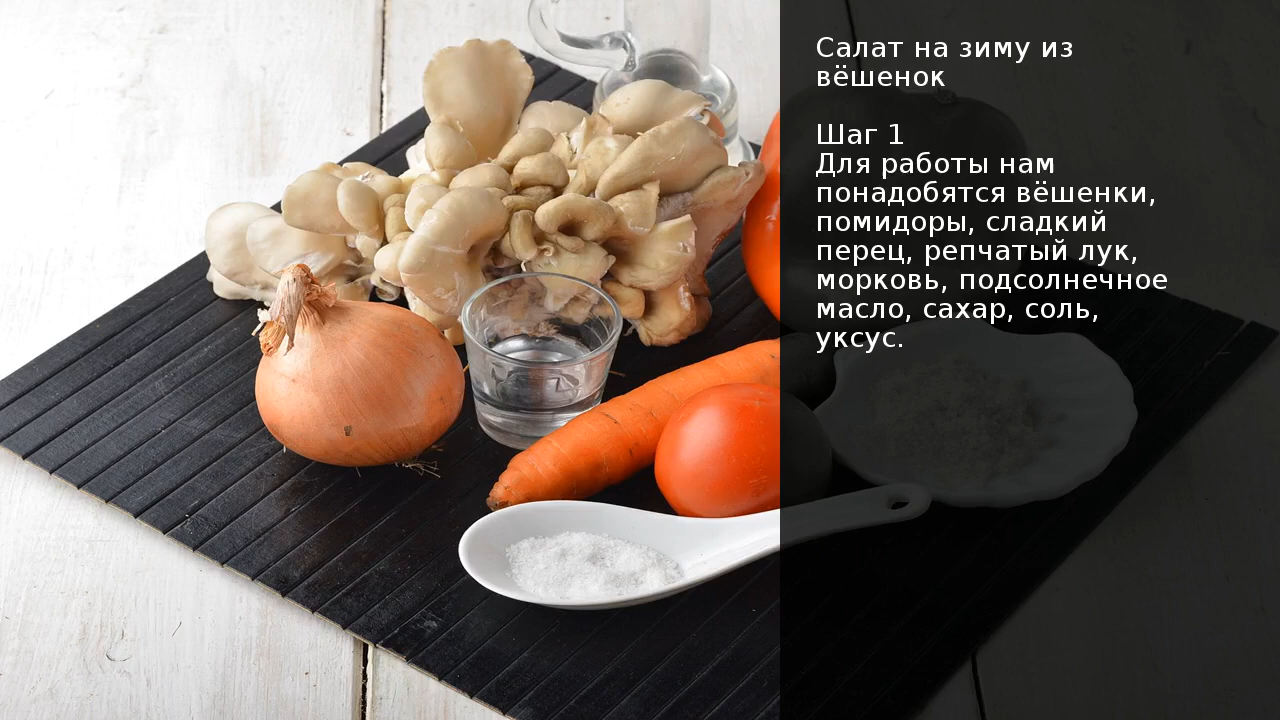 Салат на зиму из
вёшенок
Шаг 1
Для работы нам
понадобятся вёшенки,
помидоры, сладкий
перец, репчатый лук,
морковь, подсолнечное
масло, сахар, соль,
уксус.